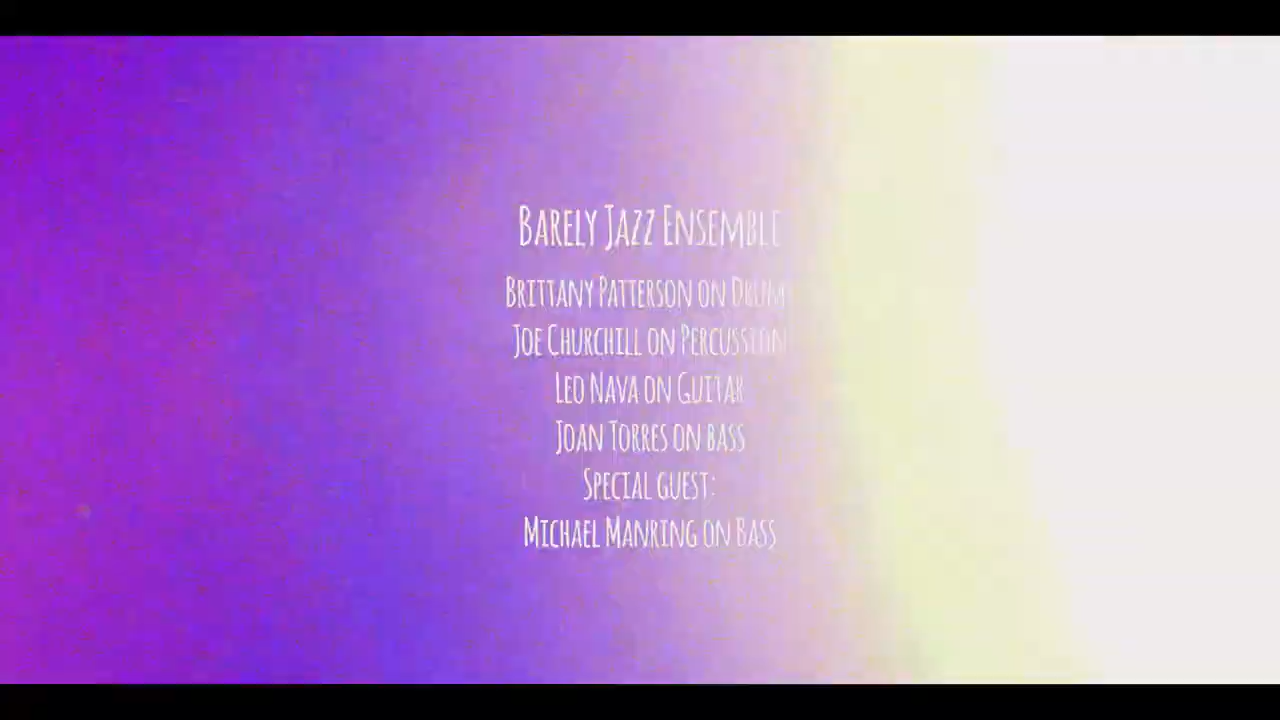 Barely Jazz Ensemble
Brittany Patterson on Drums
Joe Churchill on Percussion
Leo Nava on Guitar
Joan Torres on bass
Special guest:
Michael Manring on Bass